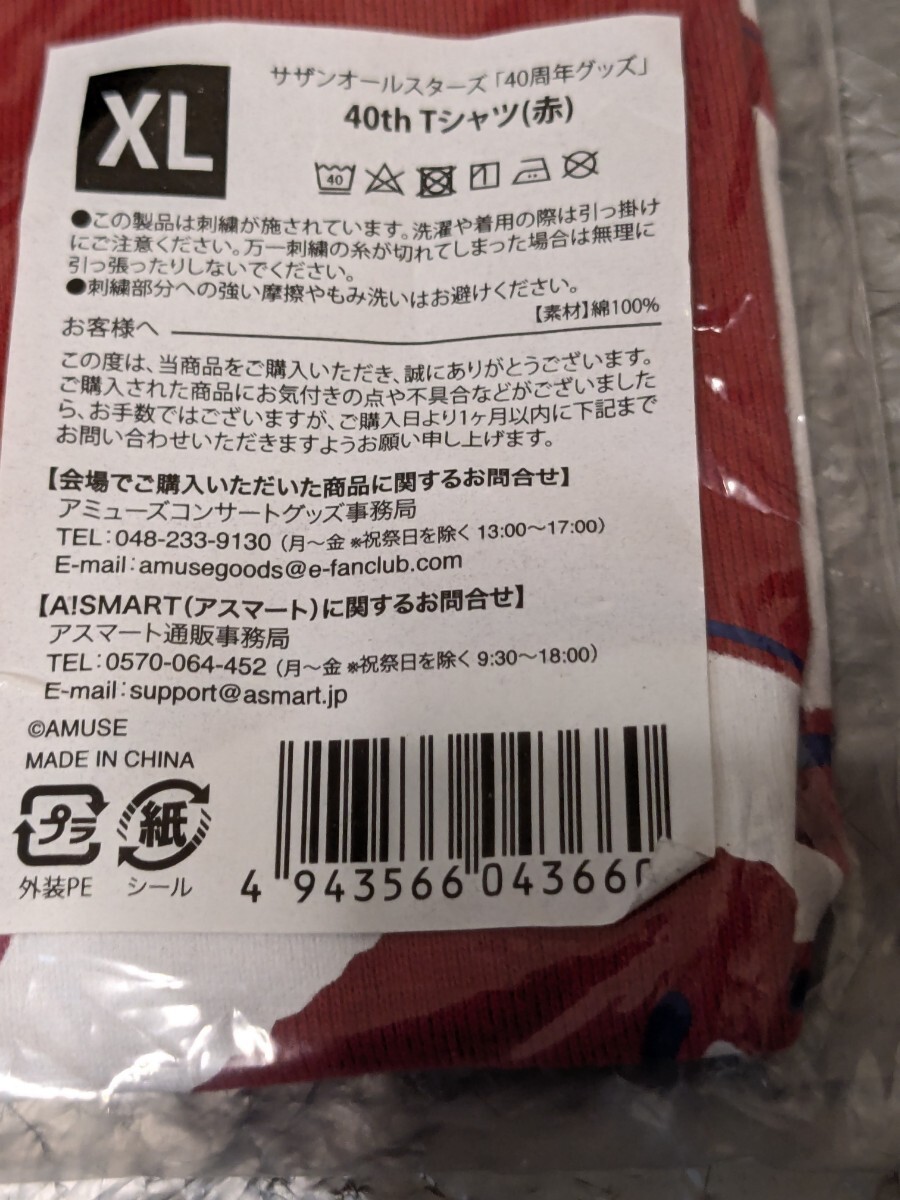 XL
サザンオールスターズ「40周年グッズ」
40th Tシャツ(赤)
40
●この製品は刺繍が施されています。洗濯や着用の際は引っ掛け
にご注意ください。万一刺繍の糸が切れてしまった場合は無理に
引っ張ったりしないでください。
●刺繍部分への強い摩擦やもみ洗いはお避けください。
【素材】綿100%
お客様へ
この度は、当商品をご購入いただき、誠にありがとうございます。
ご購入された商品にお気付きの点や不具合などがございました
ら、お手数ではございますが、ご購入日より1ヶ月以内に下記まで
お問い合わせいただきますようお願い申し上げます。
【会場でご購入いただいた商品に関するお問合せ】
アミューズコンサートグッズ事務局
TEL:048-233-9130（月～金 ※祝祭日を除く 13:00～17:00）
E-mail:amusegoods@e-fanclub.com
【A!SMART(アスマート)に関するお問合せ】
アスマート通販事務局
TEL:0570-064-452（月～金 ※祝祭日を除く 9:30～18:00）
E-mail:support@asmart.jp
©AMUSE
MADE IN CHINA
プラ 紙
外装PE シール
4 943566 043660